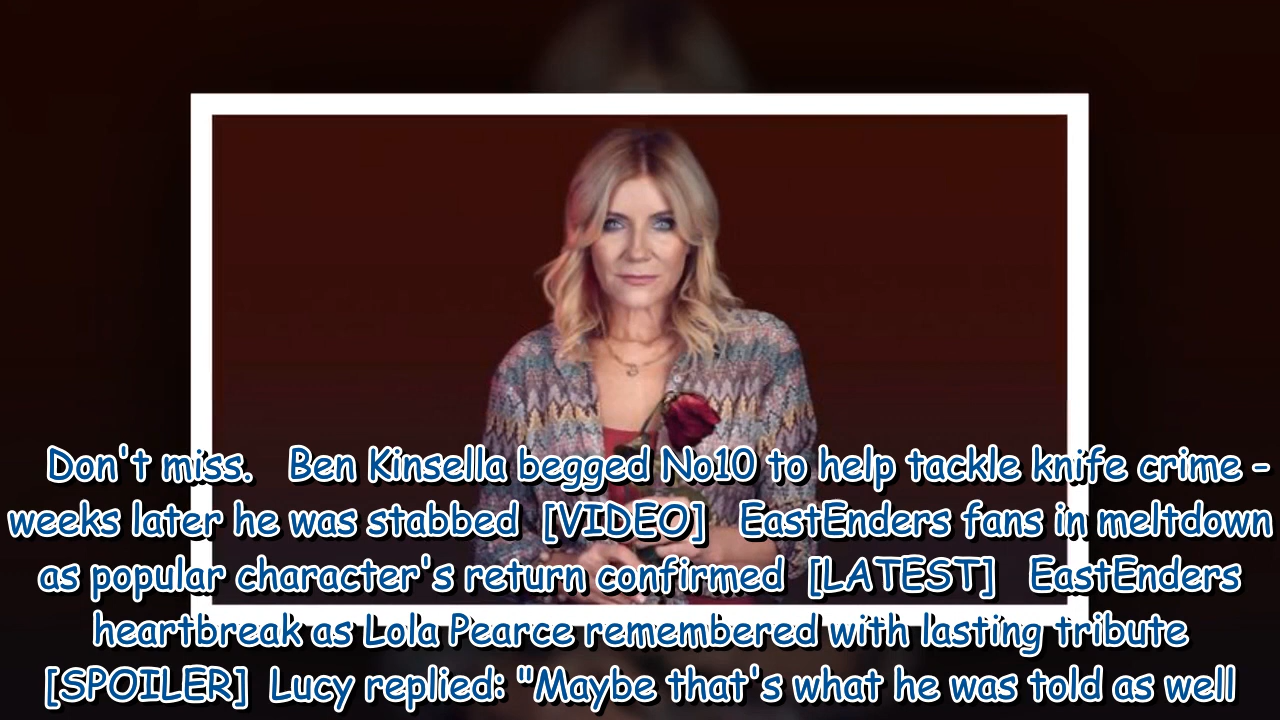 Don't miss. Ben Kinsella begged No10 to help tackle knife crime -
weeks later he was stabbed [VIDEO] EastEnders fans in meltdown
as popular character's return confirmed [LATEST] EastEnders
heartbreak as Lola Pearce remembered with lasting tribute
[SPOILER] Lucy replied: "Maybe that's what he was told as well